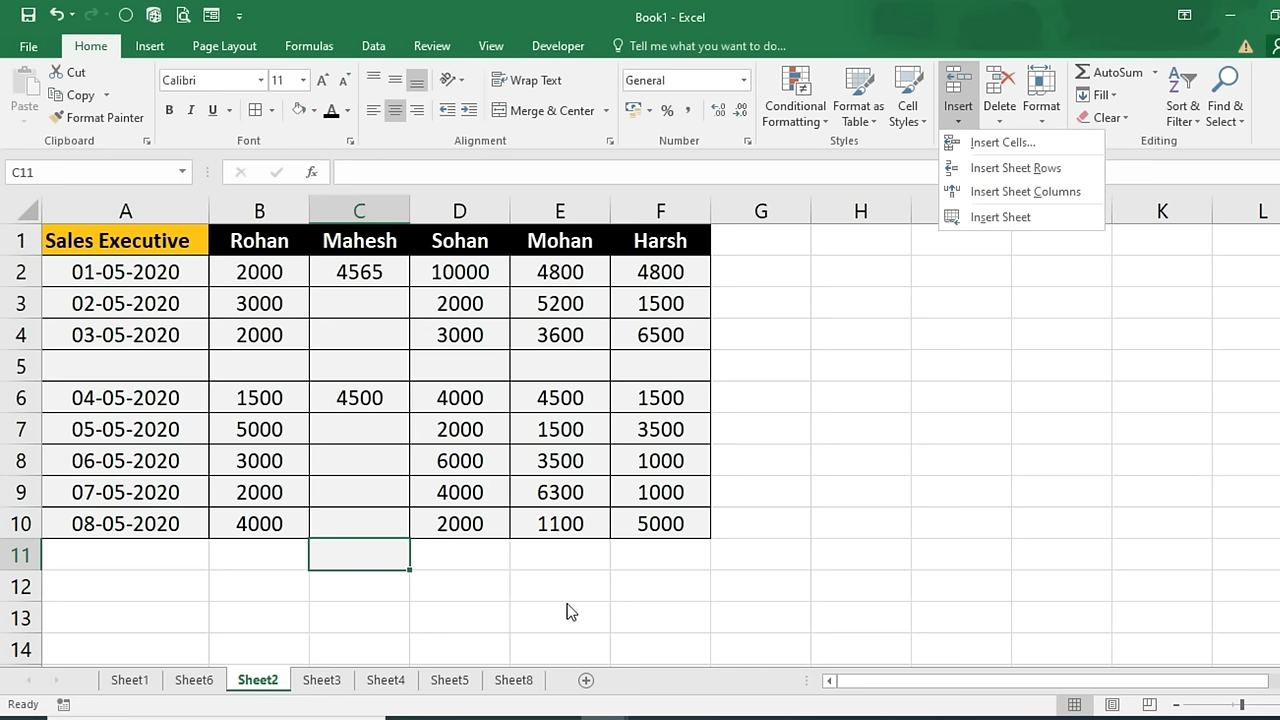 Book1 - Excel
File Home Insert Page Layout Formulas Data Review View Developer Tell me what you want to do...
Paste
Cut
Copy
Format Painter
Clipboard
Calibri 11
B I U
Font
Wrap Text
Merge & Center
Alignment
General
%
Number
Conditional Formatting
Format as Table
Cell Styles
Styles
Insert
Delete
Format
AutoSum
Fill
Clear
Sort & Filter
Find & Select
Editing
Insert Cells...
Insert Sheet Rows
Insert Sheet Columns
Insert Sheet
C11
fx
A B C D E F G H K L
1 Sales Executive Rohan Mahesh Sohan Mohan Harsh
2 01-05-2020 2000 4565 10000 4800 4800
3 02-05-2020 3000 2000 5200 1500
4 03-05-2020 2000 3000 3600 6500
5
6 04-05-2020 1500 4500 4000 4500 1500
7 05-05-2020 5000 2000 1500 3500
8 06-05-2020 3000 6000 3500 1000
9 07-05-2020 2000 4000 6300 1000
10 08-05-2020 4000 2000 1100 5000
11
12
13
14
Sheet1 Sheet6 Sheet2 Sheet3 Sheet4 Sheet5 Sheet8
Ready